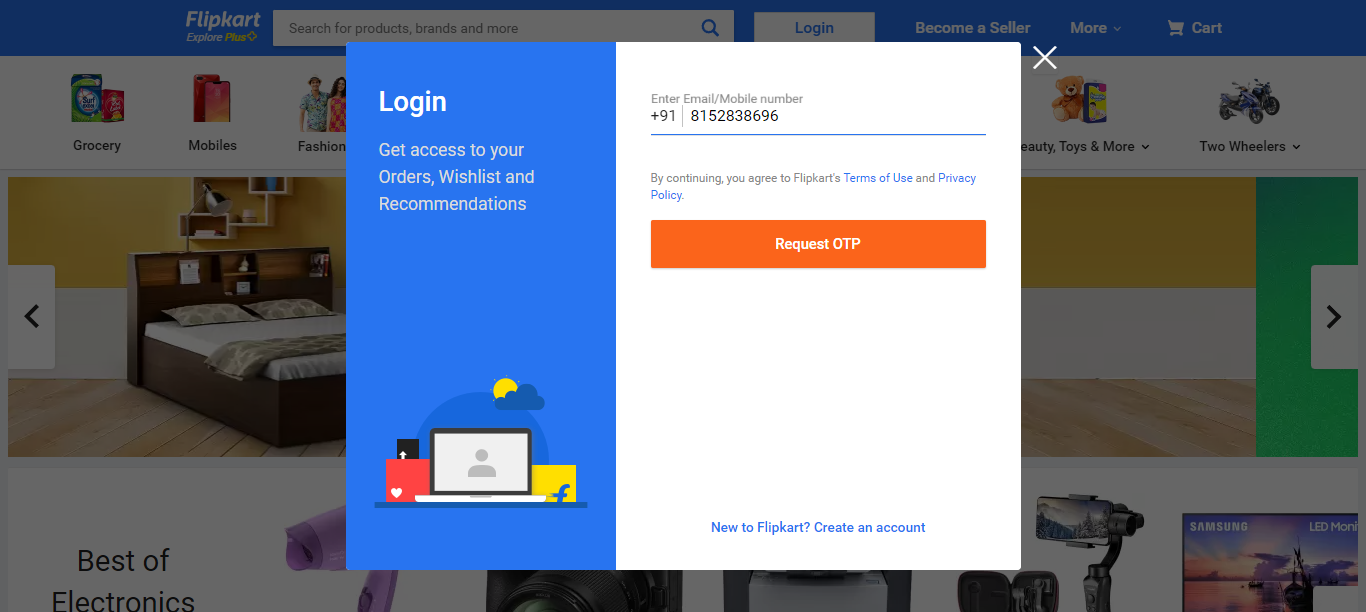 Flipkart
Explore Plus
Search for products, brands and more
Login
Become a Seller
More
Cart
Grocery
Mobiles
Fashion
eauty, Toys & More
Two Wheelers
Login
Get access to your
Orders, Wishlist and
Recommendations
Enter Email/Mobile number
+91 8152838696
By continuing, you agree to Flipkart's Terms of Use and Privacy
Policy.
Request OTP
New to Flipkart? Create an account
Best of
Electronics
SAMSUNG
LED Moni